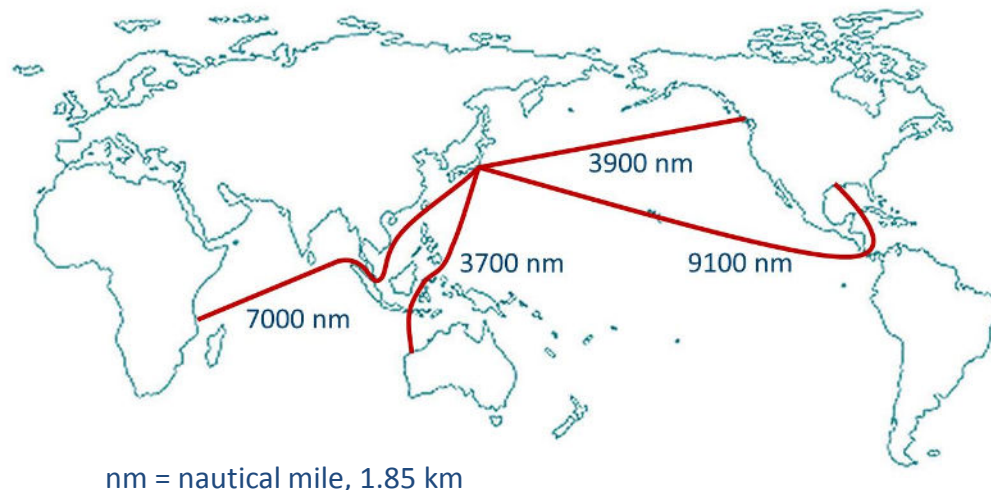 3900 nm
3700 nm
9100 nm
7000 nm
nm = nautical mile, 1.85 km